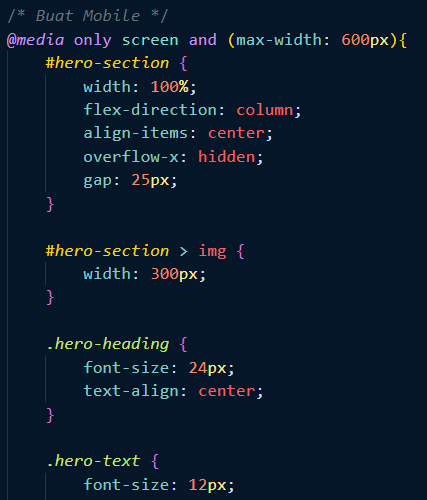 /* Buat Mobile */
@media only screen and (max-width: 600px){
    #hero-section {
        width: 100%;
        flex-direction: column;
        align-items: center;
        overflow-x: hidden;
        gap: 25px;
    }

    #hero-section > img {
        width: 300px;
    }

    .hero-heading {
        font-size: 24px;
        text-align: center;
    }

    .hero-text {
        font-size: 12px;